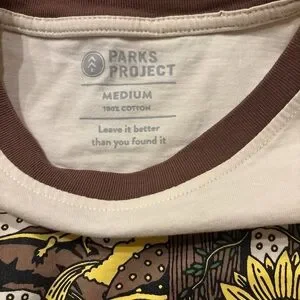 PARKS
PROJECT
MEDIUM
100% COTTON
Leave it better
than you found it